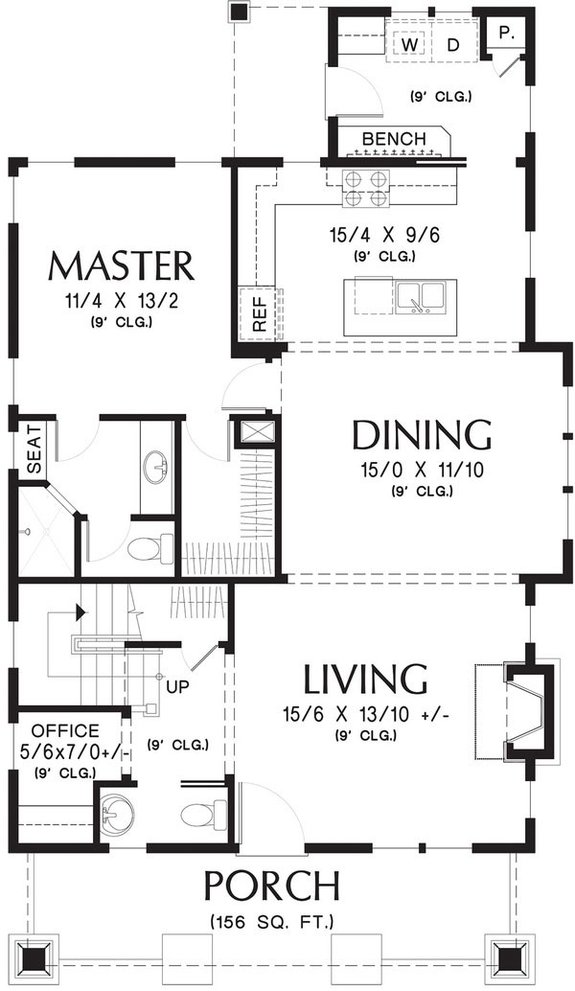 W D
P.
(9' CLG.)
BENCH
15/4 X 9/6
(9' CLG.)
MASTER
11/4 X 13/2
(9' CLG.)
REF
DINING
15/0 X 11/10
(9' CLG.)
SEAT
LIVING
15/6 X 13/10 +/-
(9' CLG.)
UP
OFFICE
5/6x7/0+/-
(9' CLG.)
(9' CLG.)
PORCH
(156 SQ. FT.)